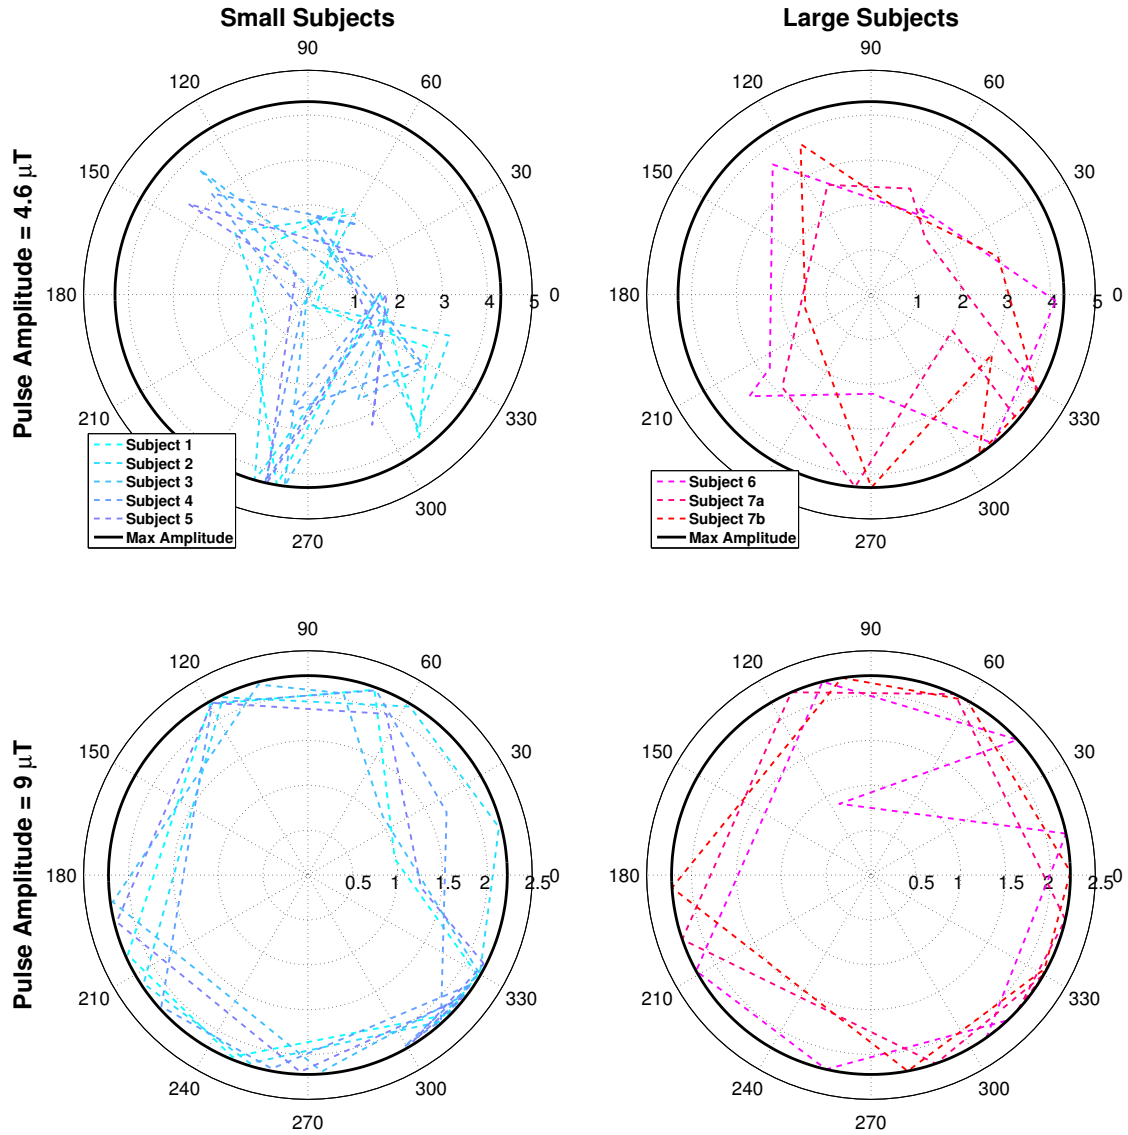 Small Subjects
Large Subjects
Pulse Amplitude = 4.6 µT
90
120
60
150
30
180
1 2 3 4 5
0
210
330
300
270
Subject 1
Subject 2
Subject 3
Subject 4
Subject 5
Max Amplitude
90
120
60
150
30
180
1 2 3 4 5
0
210
330
300
270
Subject 6
Subject 7a
Subject 7b
Max Amplitude
Pulse Amplitude = 9 µT
90
120
60
150
30
180
0.5 1 1.5 2 2.5
0
210
330
240
300
270
90
120
60
150
30
180
0.5 1 1.5 2 2.5
0
210
330
240
300
270